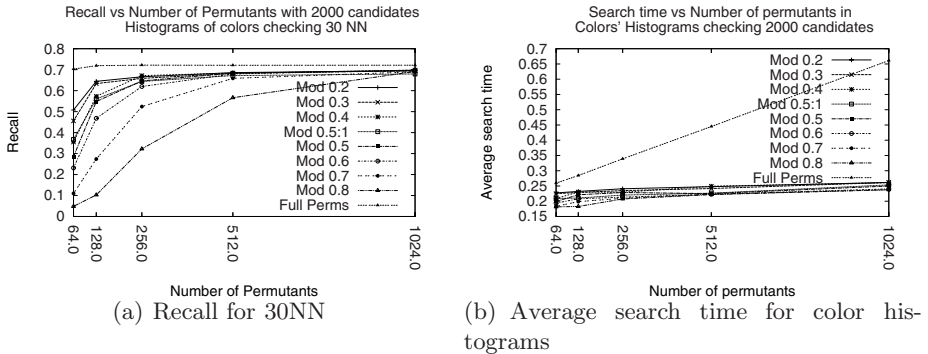 Recall vs Number of Permutants with 2000 candidates
Histograms of colors checking 30 NN
0.8
0.7
0.6
0.5
0.4
0.3
0.2
0.1
0
Recall
Mod 0.2
Mod 0.3
Mod 0.4
Mod 0.5:1
Mod 0.5
Mod 0.6
Mod 0.7
Mod 0.8
Full Perms
64.0
128.0
256.0
512.0
1024.0
Number of Permutants
(a) Recall for 30NN
Search time vs Number of permutants in
Colors' Histograms checking 2000 candidates
0.7
0.65
0.6
0.55
0.5
0.45
0.4
0.35
0.3
0.25
0.2
0.15
Average search time
Mod 0.2
Mod 0.3
Mod 0.4
Mod 0.5:1
Mod 0.5
Mod 0.6
Mod 0.7
Mod 0.8
Full Perms
64.0
128.0
256.0
512.0
1024.0
Number of permutants
(b) Average search time for color his-
tograms